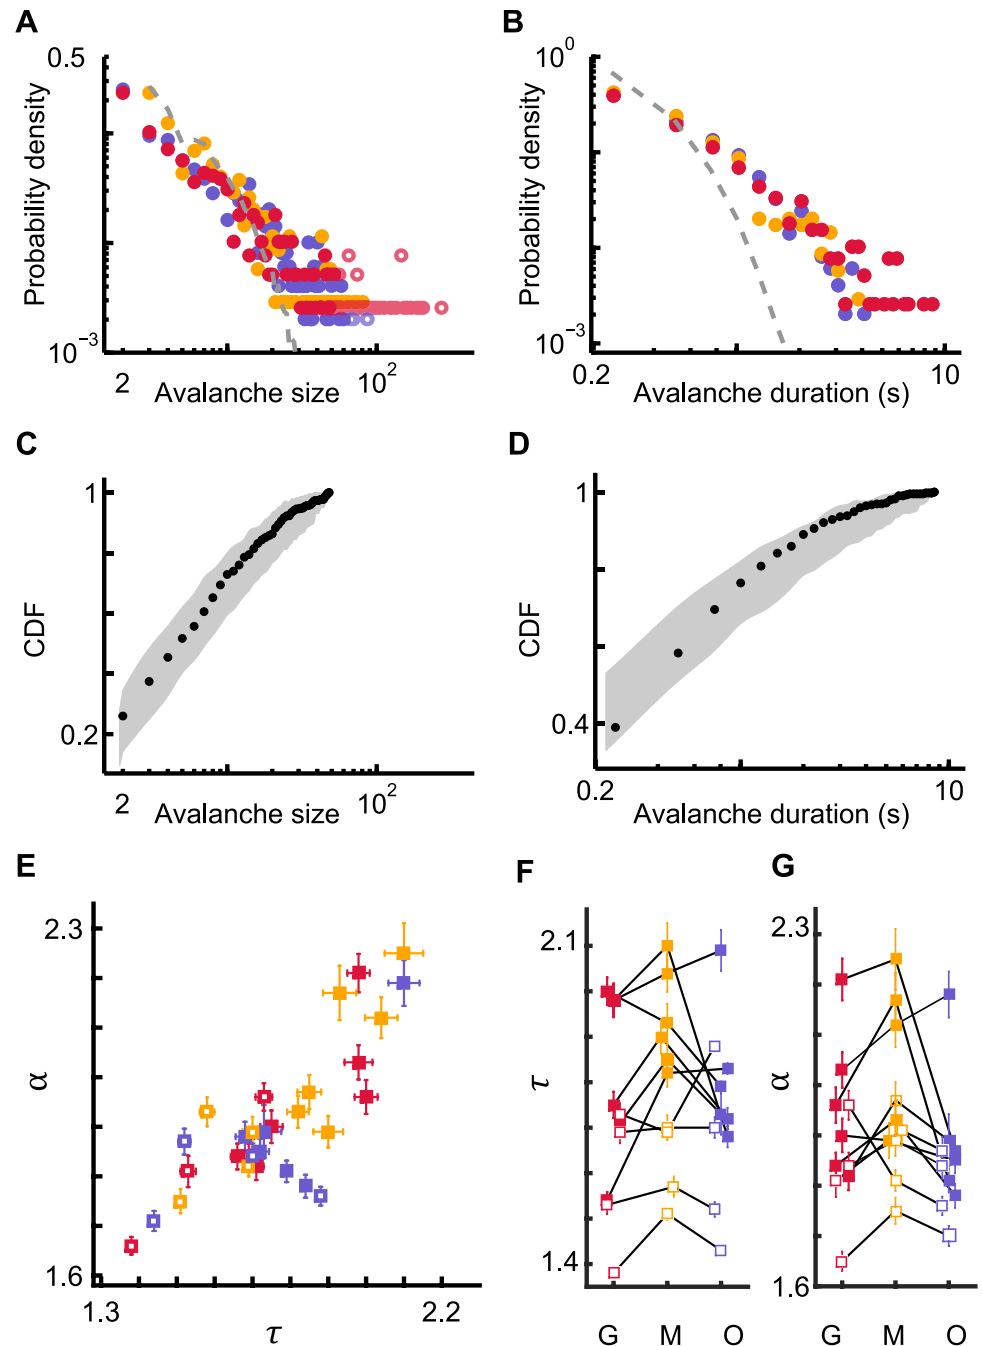 A
B
0.5
10^0
Probability density
Probability density
10^-3
10^-3
2
10^2
0.2
10
Avalanche size
Avalanche duration (s)
C
D
1
1
CDF
CDF
0.2
0.4
2
10^2
0.2
10
Avalanche size
Avalanche duration (s)
E
F
G
2.3
α
1.6
1.3
2.2
τ
2.1
τ
1.4
G M O
2.3
α
1.6
G M O